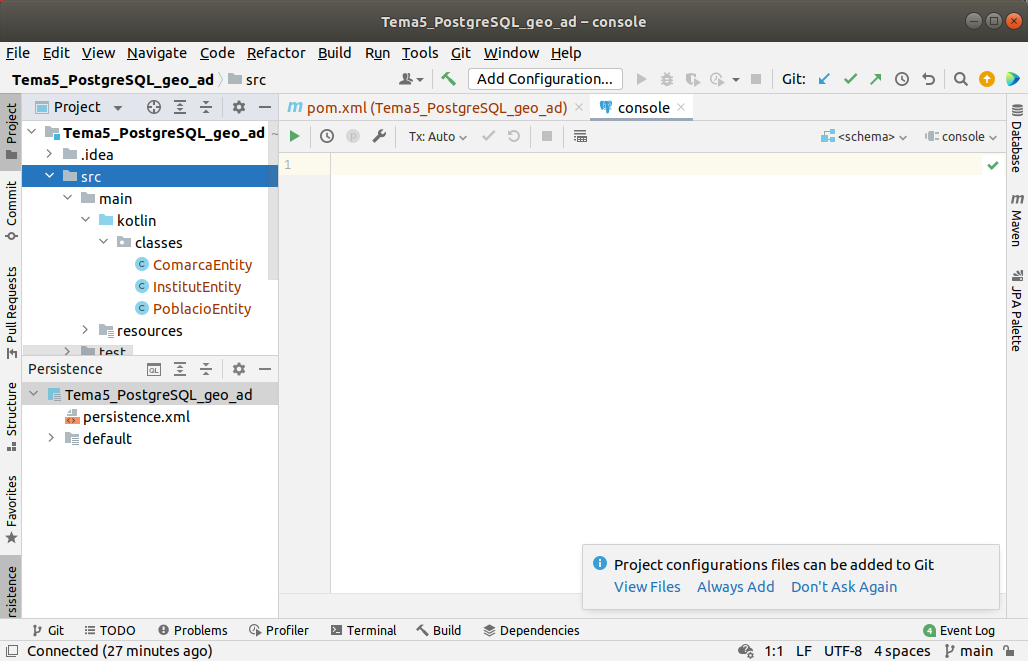 Tema5_PostgreSQL_geo_ad – console
File Edit View Navigate Code Refactor Build Run Tools Git Window Help
Tema5_PostgreSQL_geo_ad src Add Configuration... Git:
Project
pom.xml (Tema5_PostgreSQL_geo_ad) console
Tx: Auto <schema> console
1
Tema5_PostgreSQL_geo_ad
.idea
src
main
kotlin
classes
C ComarcaEntity
C InstitutEntity
C PoblacioEntity
resources
test
Persistence QL
Tema5_PostgreSQL_geo_ad
persistence.xml
default
Project
Commit
Pull Requests
Structure
Favorites
rsistence
Database
Maven
JPA Palette
Project configurations files can be added to Git
View Files Always Add Don't Ask Again
Git TODO Problems Profiler Terminal Build Dependencies 4 Event Log
Connected (27 minutes ago) 1:1 LF UTF-8 4 spaces main